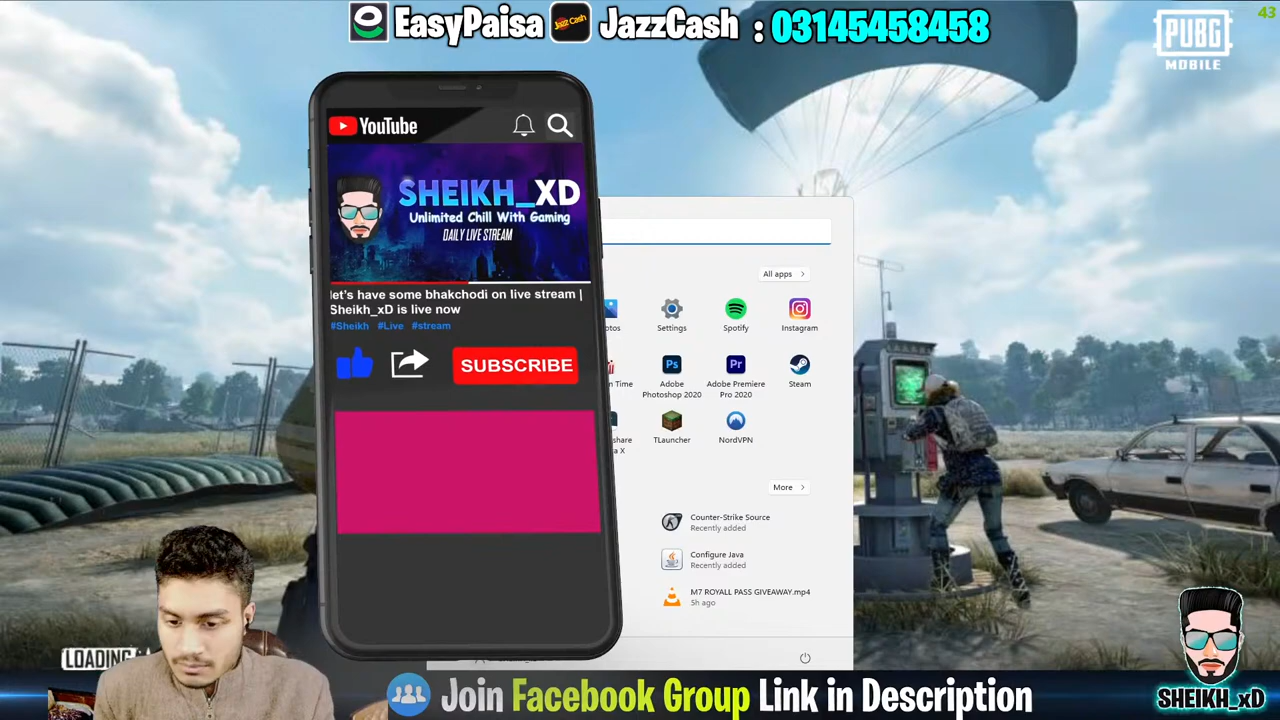 EasyPaisa JazzCash : 03145458458
43
PUBG
MOBILE
YouTube
SHEIKH_XD
Unlimited Chill With Gaming
DAILY LIVE STREAM
let's have some bhakchodi on live stream |
Sheikh_xD is live now
#Sheikh #Live #stream
SUBSCRIBE
All apps
Settings
Spotify
Instagram
Adobe
Photoshop 2020
Adobe Premiere
Pro 2020
Steam
TLauncher
NordVPN
More
Counter-Strike Source
Recently added
Configure Java
Recently added
M7 ROYALL PASS GIVEAWAY.mp4
5h ago
LOADING
Join Facebook Group Link in Description
SHEIKH_xD